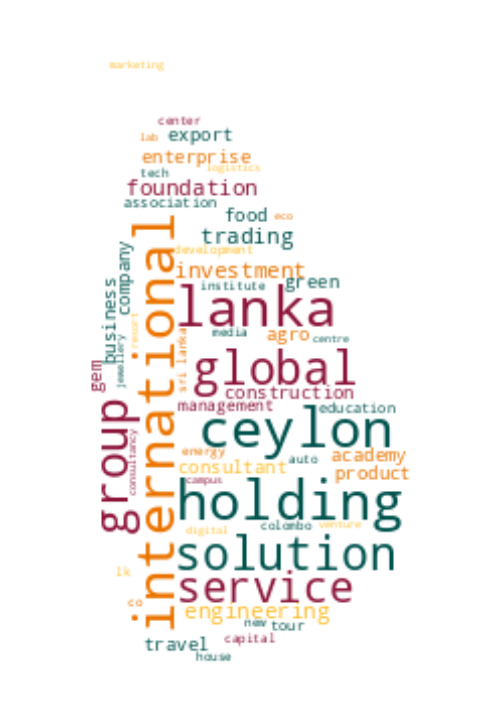 marketing
center
lab export
enterprise
logistics
tech
foundation
association
food eco
trading
development
investment
institute green
international
company
business
lanka
resort
media agro centre
jewellery
sri lanka
gem
global
construction
management education
group
consultancy
ceylon
energy auto academy
consultant product
campus
holding
colombo venture
digital
solution
lk
service
co
engineering
new tour
travel capital
house